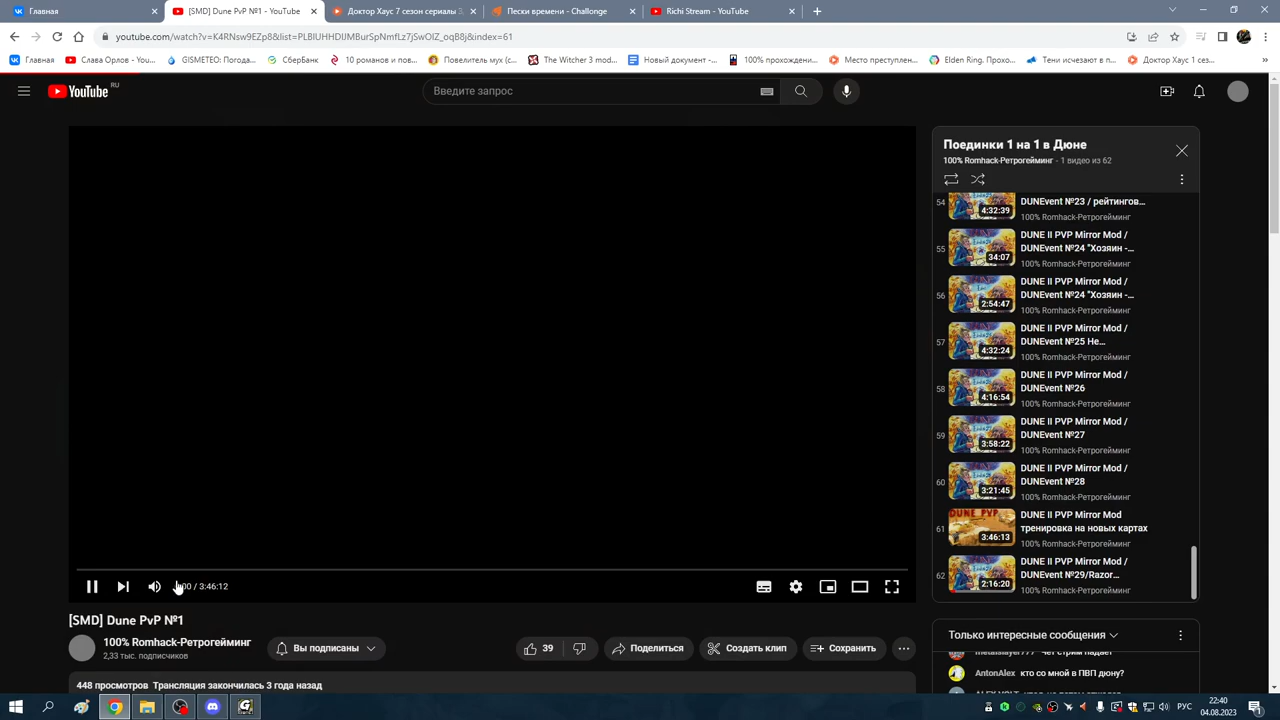 Главная
[SMD] Dune PvP №1 - YouTube
Доктор Хаус 7 сезон сериалы 3
Пески времени - Challonge
Richi Stream - YouTube
youtube.com/watch?v=K4RNsw9EZp8&list=PLBIUHHDIJMBurSpNmfLz7jSwOIZ_oqB8j&index=61
Главная
Слава Орлов - You...
GISMETEO: Погода...
СберБанк
10 романов и пов...
Повелитель мух (с...
The Witcher 3 mod...
Новый документ -...
100% прохождени...
Место преступлен...
Elden Ring. Прохо...
Тени исчезают в п...
Доктор Хаус 1 сез...
YouTube RU
Введите запрос
Поединки 1 на 1 в Дюне
100% Romhack-Ретрогейминг - 1 видео из 62
54
4:32:39
DUNEvent №23 / рейтингов...
100% Romhack-Ретрогейминг
55
34:07
DUNE II PVP Mirror Mod /
DUNEvent №24 "Хозяин -...
100% Romhack-Ретрогейминг
56
2:54:47
DUNE II PVP Mirror Mod /
DUNEvent №24 "Хозяин -...
100% Romhack-Ретрогейминг
57
4:32:24
DUNE II PVP Mirror Mod /
DUNEvent №25 Не...
100% Romhack-Ретрогейминг
58
4:16:54
DUNE II PVP Mirror Mod /
DUNEvent №26
100% Romhack-Ретрогейминг
59
3:58:22
DUNE II PVP Mirror Mod /
DUNEvent №27
100% Romhack-Ретрогейминг
60
3:21:45
DUNE II PVP Mirror Mod /
DUNEvent №28
100% Romhack-Ретрогейминг
61
DUNE PVP
3:46:13
DUNE II PVP Mirror Mod
тренировка на новых картах
100% Romhack-Ретрогейминг
62
2:16:20
DUNE II PVP Mirror Mod /
DUNEvent №29/Razor...
100% Romhack-Ретрогейминг
:00 / 3:46:12
[SMD] Dune PvP №1
100% Romhack-Ретрогейминг
2,33 тыс. подписчиков
Вы подписаны
39
Поделиться
Создать клип
Сохранить
448 просмотров Трансляция закончилась 3 года назад
Только интересные сообщения
metalslayer777 Чет стрим падает
AntonAlex кто со мной в ПВП дюну?
РУС
22:40
04.08.2023